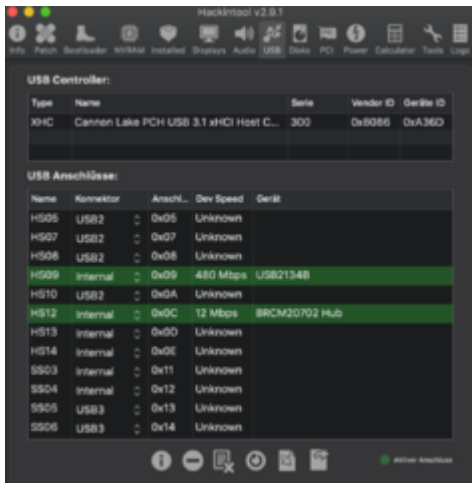 Hackintool v2.9.1
Info Patch Bootloader NVRAM Installed Displays Audio USB Disks PCI Power Calculator Tools Logs
USB Controller:
Type Name Serie Vendor ID Geräte ID
XHC Cannon Lake PCH USB 3.1 xHCI Host C... 300 0x8086 0xA36D
USB Anschlüsse:
Name Konnektor Anschl... Dev Speed Gerät
HS05 USB2 0x05 Unknown
HS07 USB2 0x07 Unknown
HS08 USB2 0x08 Unknown
HS09 Internal 0x09 480 Mbps USB2134B
HS10 USB2 0x0A Unknown
HS12 Internal 0x0C 12 Mbps BRCM20702 Hub
HS13 Internal 0x0D Unknown
HS14 Internal 0x0E Unknown
SS03 Internal 0x11 Unknown
SS04 Internal 0x12 Unknown
SS05 USB3 0x13 Unknown
SS06 USB3 0x14 Unknown
Aktiver Anschluss